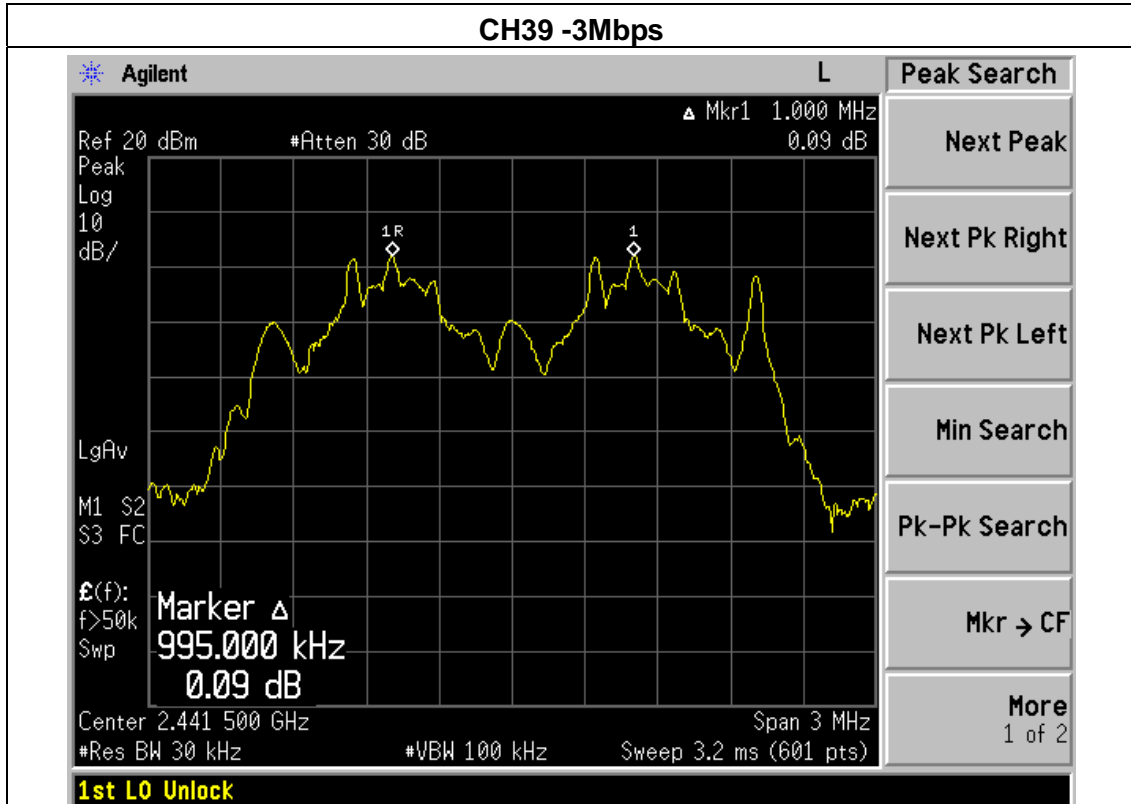 CH39 -3Mbps
Agilent L Peak Search
▵ Mkr1 1.000 MHz
Ref 20 dBm #Atten 30 dB 0.09 dB
Peak
Log
10
dB/
1R
1
LgAv
M1 S2
S3 FC
£(f):
f>50k
Swp
Marker ▵
995.000 kHz
0.09 dB
Center 2.441 500 GHz Span 3 MHz
#Res BW 30 kHz #VBW 100 kHz Sweep 3.2 ms (601 pts)
1st LO Unlock
Next Peak
Next Pk Right
Next Pk Left
Min Search
Pk-Pk Search
Mkr → CF
More
1 of 2